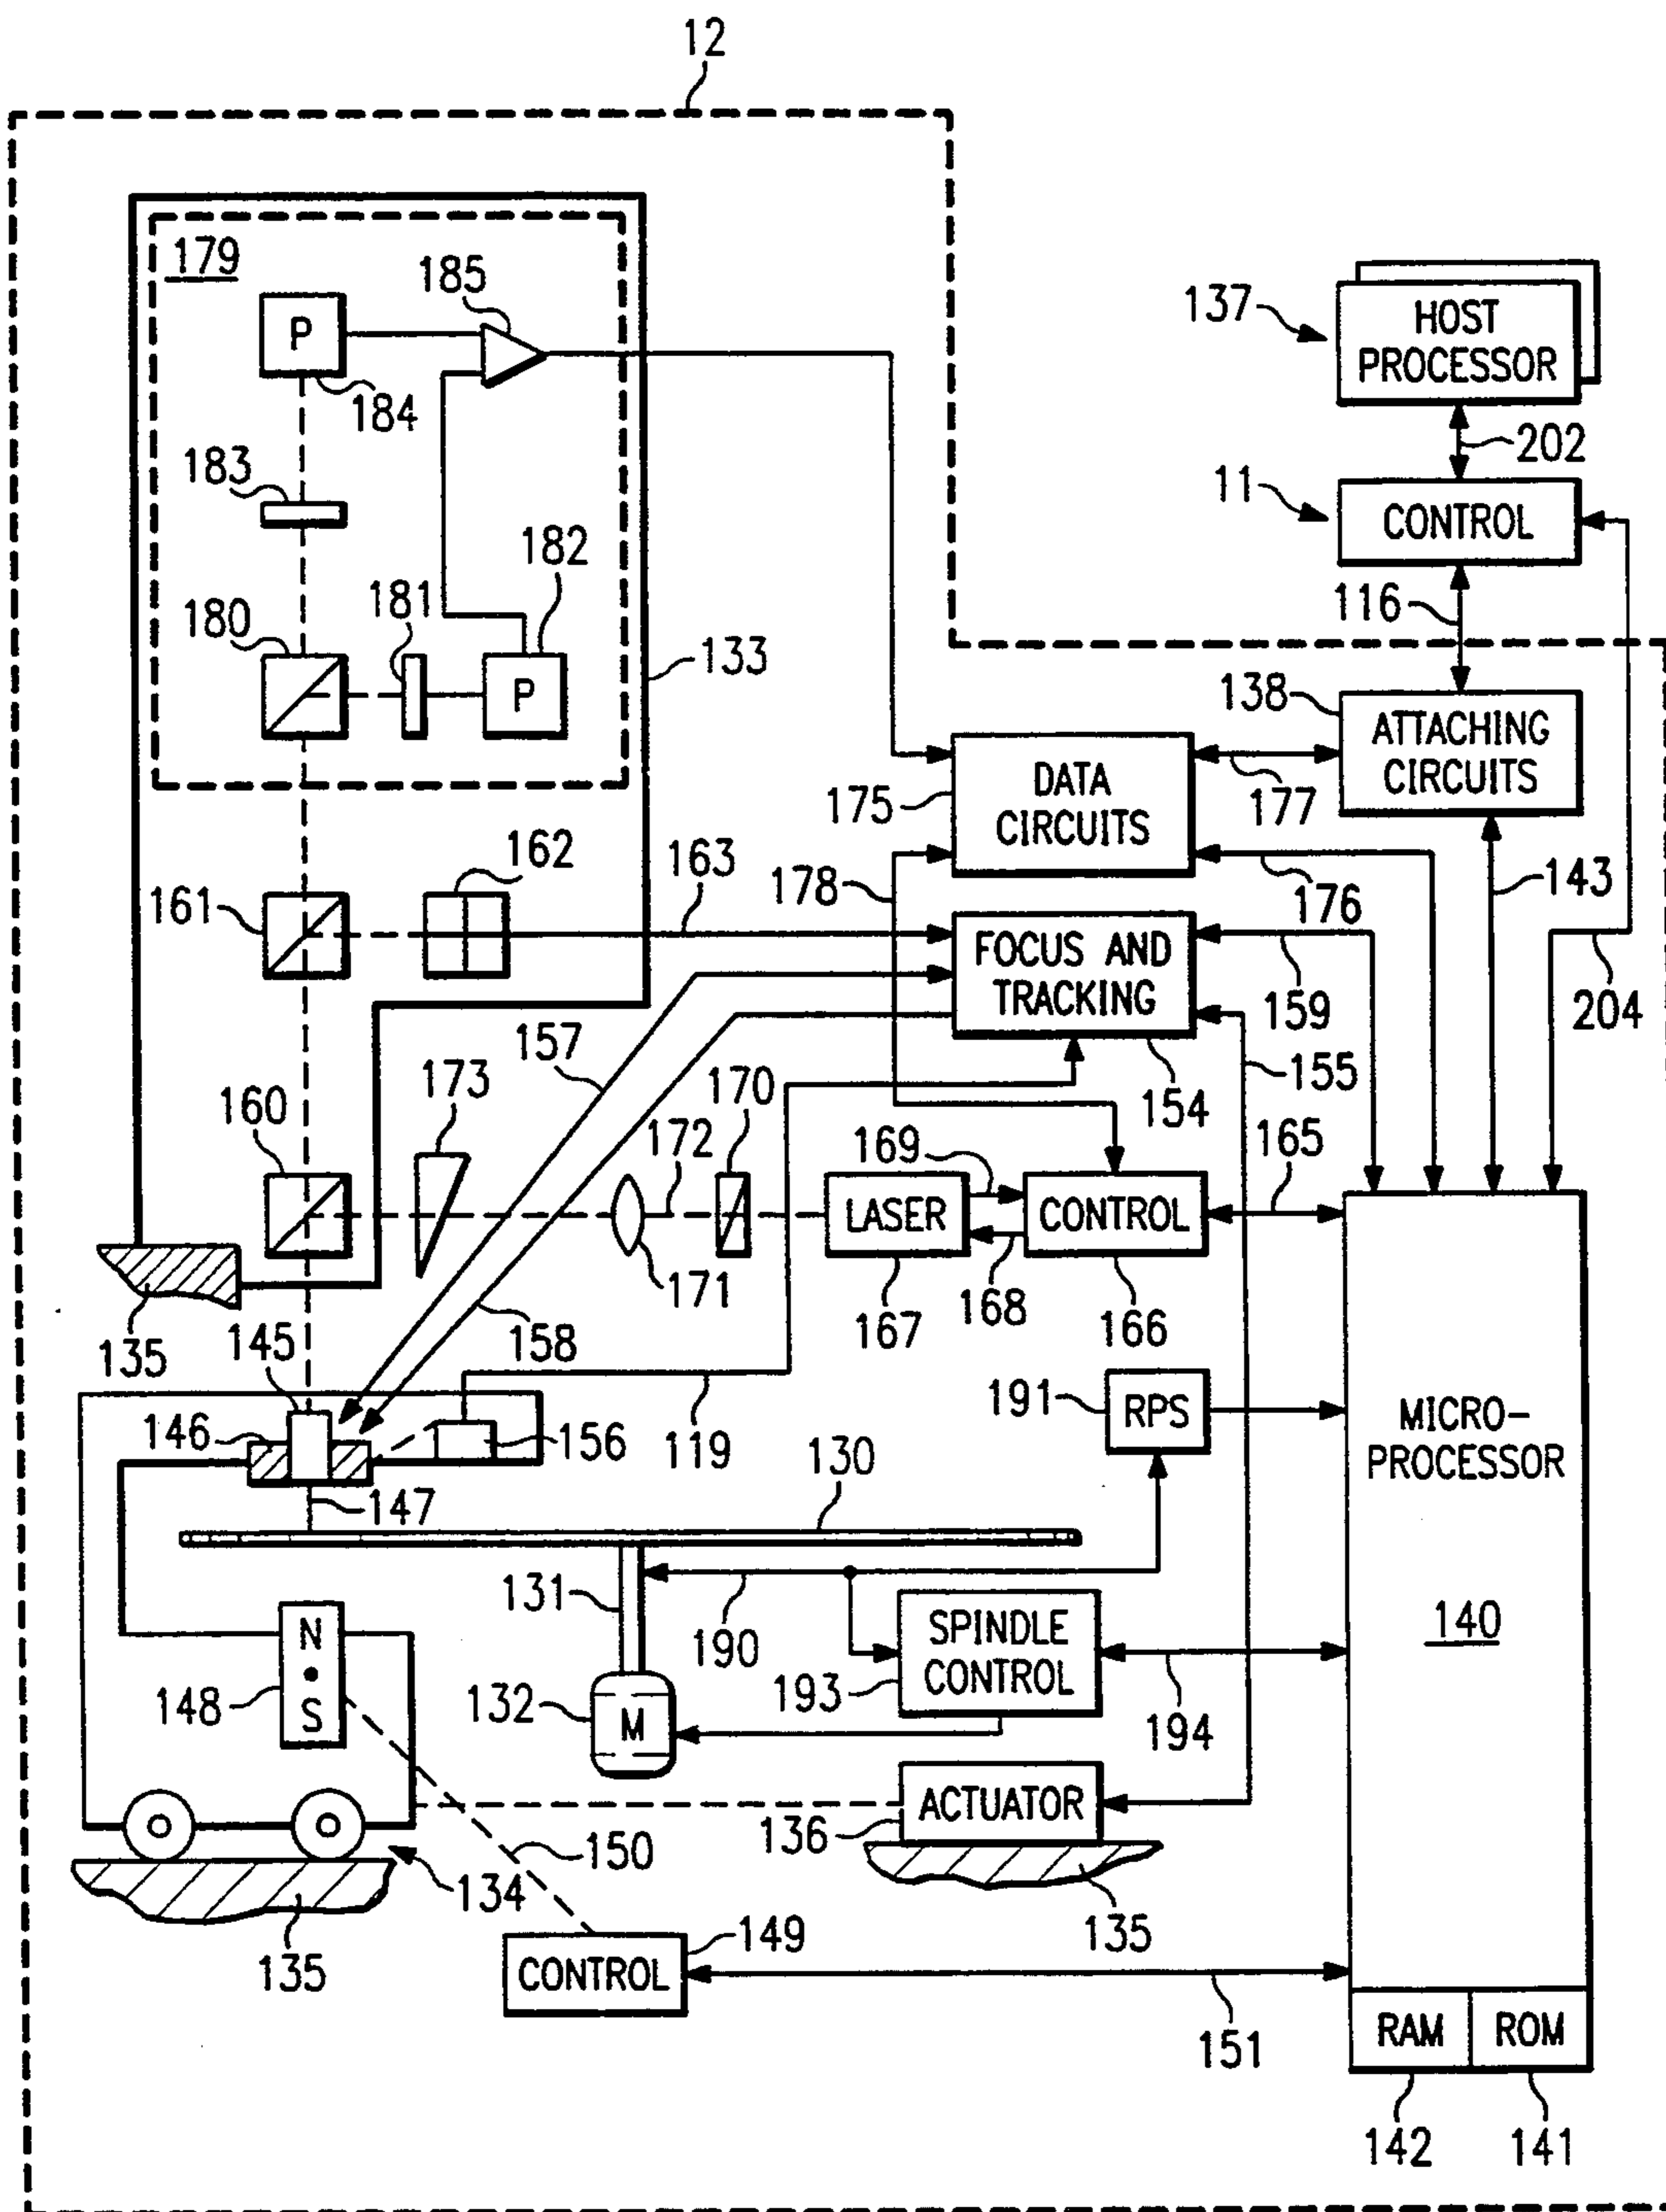 12
179
185
P
184
183
182
181
180
P
133
137
HOST
PROCESSOR
202
11
CONTROL
116
138
ATTACHING
CIRCUITS
175
DATA
CIRCUITS
177
161
162
163
178
176
143
FOCUS AND
TRACKING
159
204
157
173
170
155
160
172
154
169
165
LASER
CONTROL
171
168
135
145
158
167
166
191
RPS
MICRO-
PROCESSOR
146
156
119
130
147
131
190
SPINDLE
CONTROL
140
N
S
148
132
M
193
194
ACTUATOR
136
150
134
135
135
149
CONTROL
151
RAM
ROM
142
141